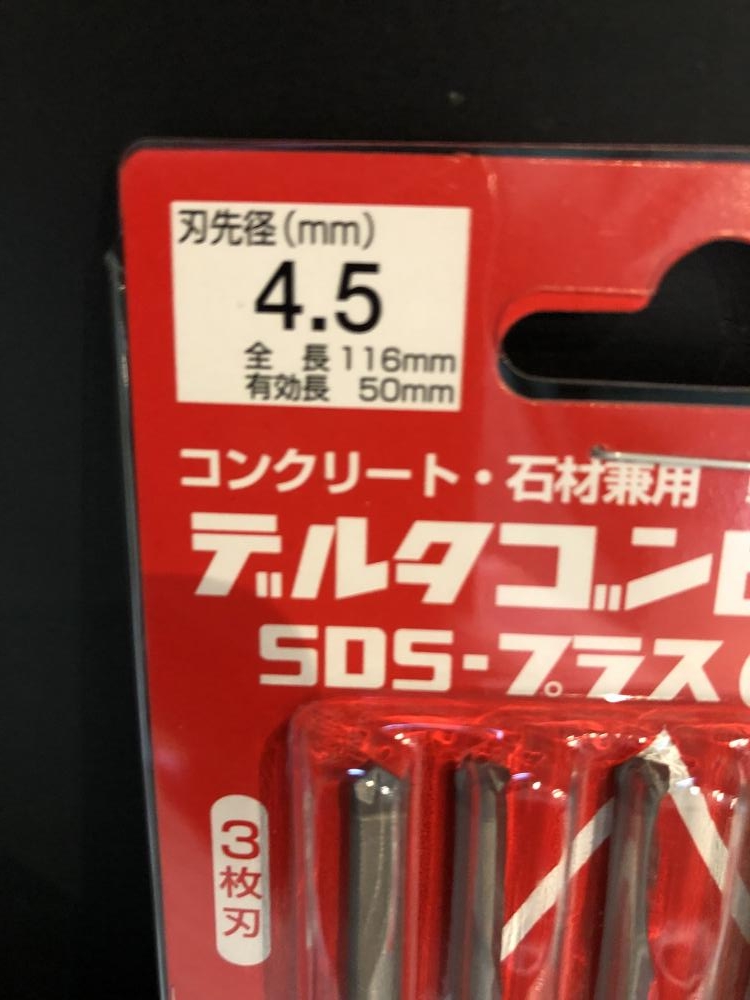 刃先径(mm)
4.5
全 長 116mm
有効長 50mm
コンクリート・石材兼用
デルタゴン
SDS-プラス
3枚刃